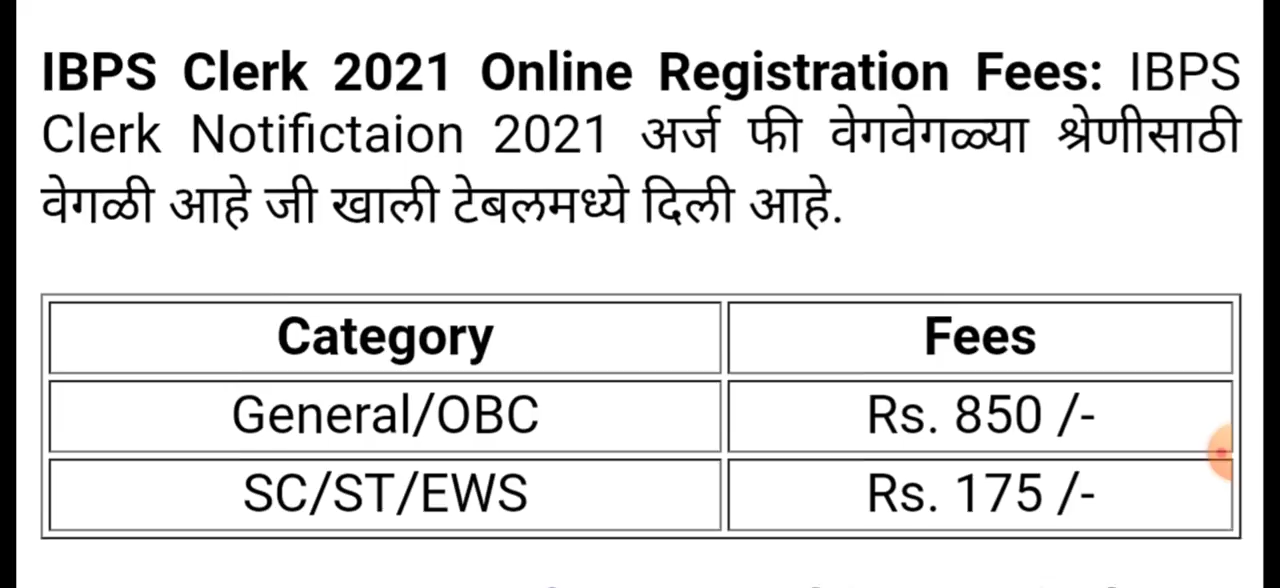 IBPS Clerk 2021 Online Registration Fees: IBPS
Clerk Notifictaion 2021 अर्ज फी वेगवेगळ्या श्रेणीसाठी
वेगळी आहे जी खाली टेबलमध्ये दिली आहे.
Category Fees
General/OBC Rs. 850 /-
SC/ST/EWS Rs. 175 /-